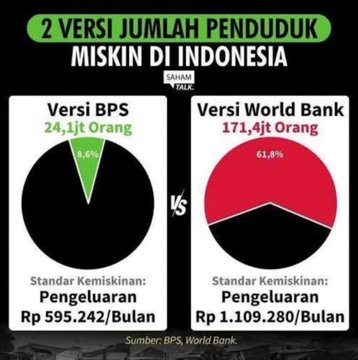 2 VERSI JUMLAH PENDUDUK
MISKIN DI INDONESIA
SAHAM
TALK.
Versi BPS
24,1jt Orang
8,6%
Standar Kemiskinan:
Pengeluaran
Rp 595.242/Bulan
VS
Versi World Bank
171,4jt Orang
61,8%
Standar Kemiskinan:
Pengeluaran
Rp 1.109.280/Bulan
Sumber: BPS, World Bank.